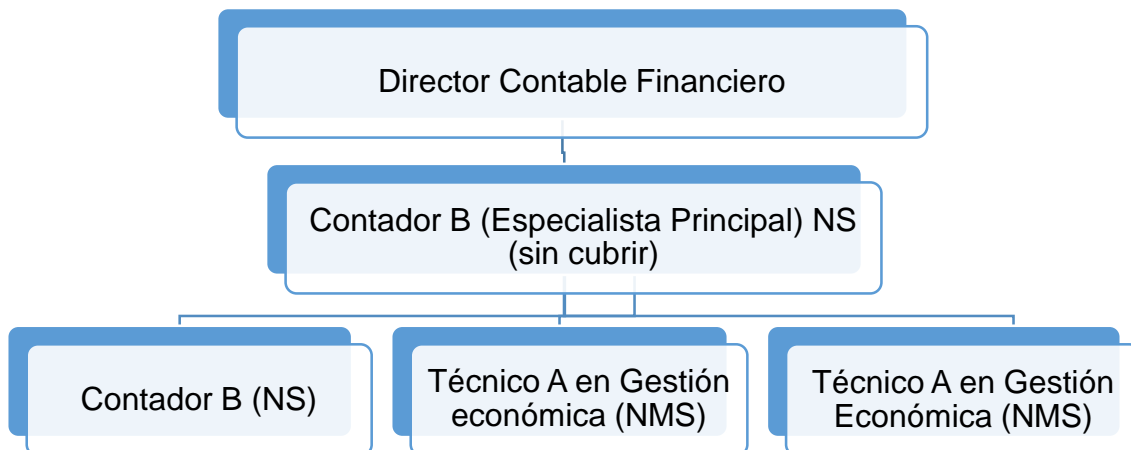 Director Contable Financiero
Contador B (Especialista Principal) NS
(sin cubrir)
Contador B (NS)
Técnico A en Gestión
económica (NMS)
Técnico A en Gestión
Económica (NMS)